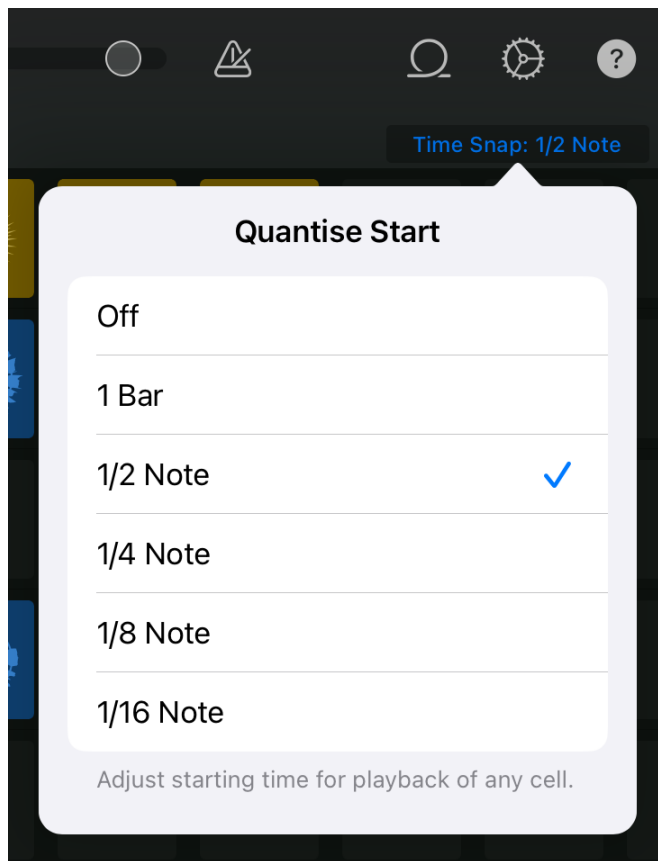 ?
Time Snap: 1/2 Note
Quantise Start
Off
1 Bar
1/2 Note
1/4 Note
1/8 Note
1/16 Note
Adjust starting time for playback of any cell.